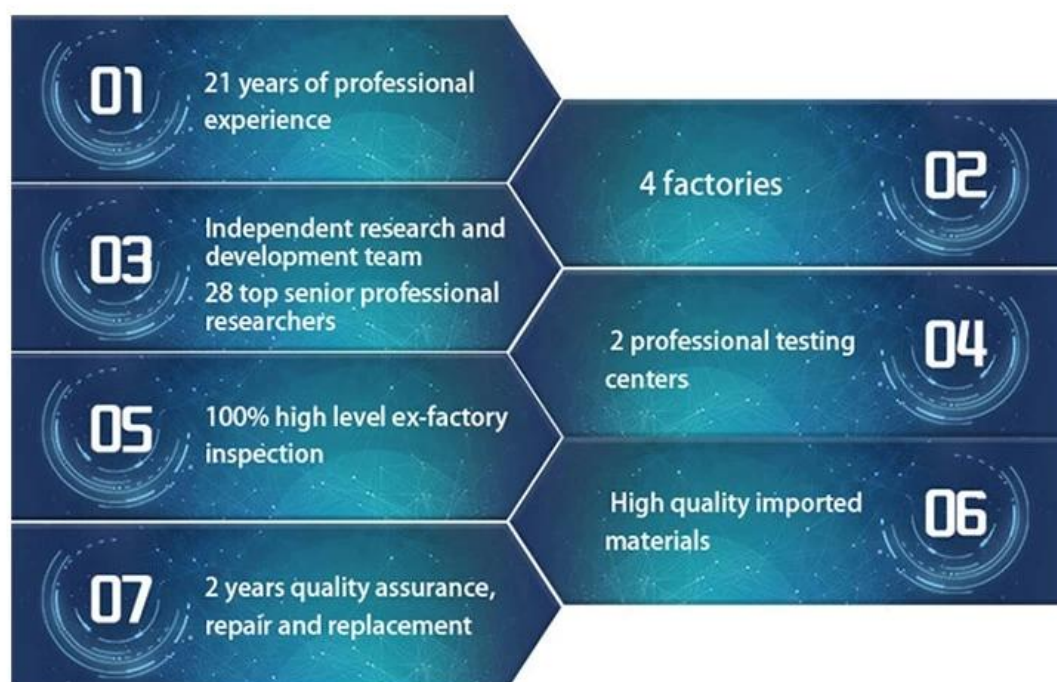 01
21 years of professional
experience
02
4 factories
03
Independent research and
development team
28 top senior professional
researchers
04
2 professional testing
centers
05
100% high level ex-factory
inspection
06
High quality imported
materials
07
2 years quality assurance,
repair and replacement